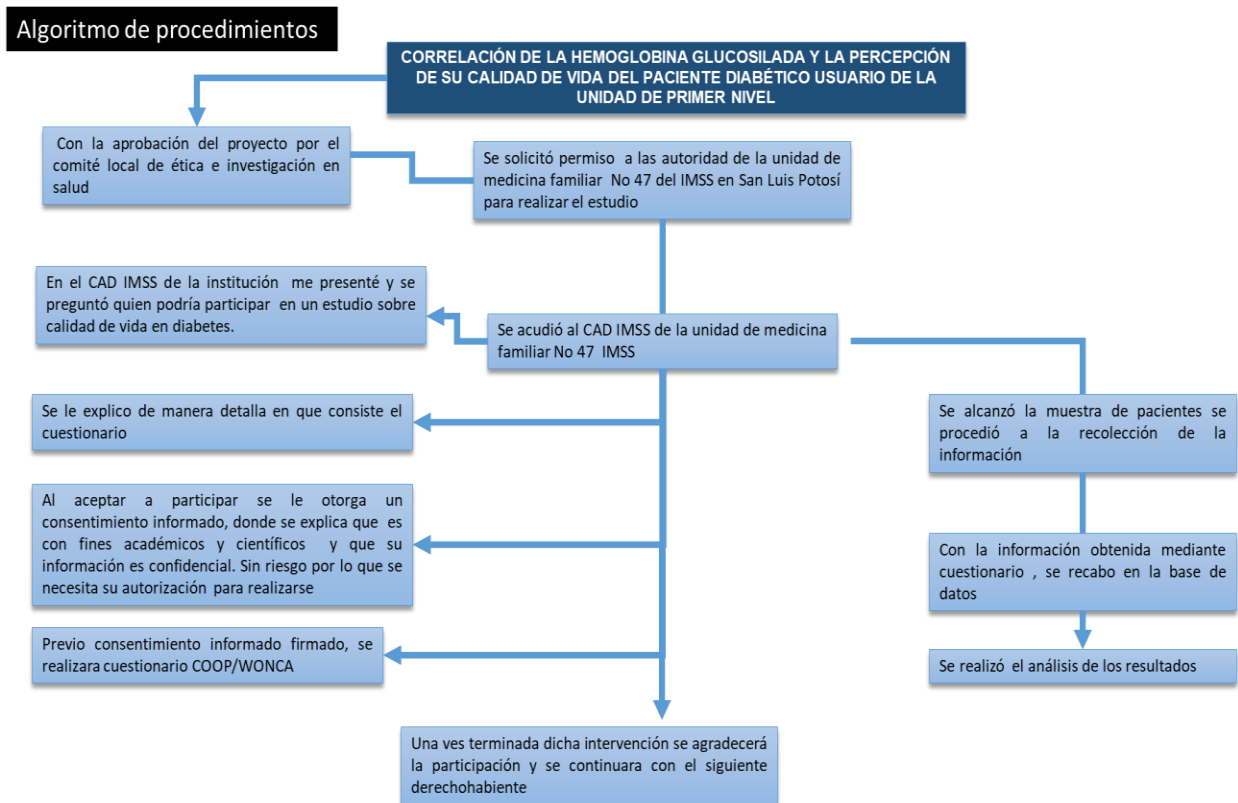 Algoritmo de procedimientos
CORRELACIÓN DE LA HEMOGLOBINA GLUCOSILADA Y LA PERCEPCIÓN
DE SU CALIDAD DE VIDA DEL PACIENTE DIABÉTICO USUARIO DE LA
UNIDAD DE PRIMER NIVEL
Con la aprobación del proyecto por el
comité local de ética e investigación en
salud
Se solicitó permiso a las autoridad de la unidad de
medicina familiar No 47 del IMSS en San Luis Potosí
para realizar el estudio
En el CAD IMSS de la institución me presenté y se
preguntó quien podría participar en un estudio sobre
calidad de vida en diabetes.
Se acudió al CAD IMSS de la unidad de medicina
familiar No 47 IMSS
Se le explico de manera detalla en que consiste el
cuestionario
Se alcanzó la muestra de pacientes se
procedió a la recolección de la
información
Al aceptar a participar se le otorga un
consentimiento informado, donde se explica que es
con fines académicos y científicos y que su
información es confidencial. Sin riesgo por lo que se
necesita su autorización para realizarse
Con la información obtenida mediante
cuestionario , se recabo en la base de
datos
Previo consentimiento informado firmado, se
realizara cuestionario COOP/WONCA
Se realizó el análisis de los resultados
Una ves terminada dicha intervención se agradecerá
la participación y se continuara con el siguiente
derechohabiente